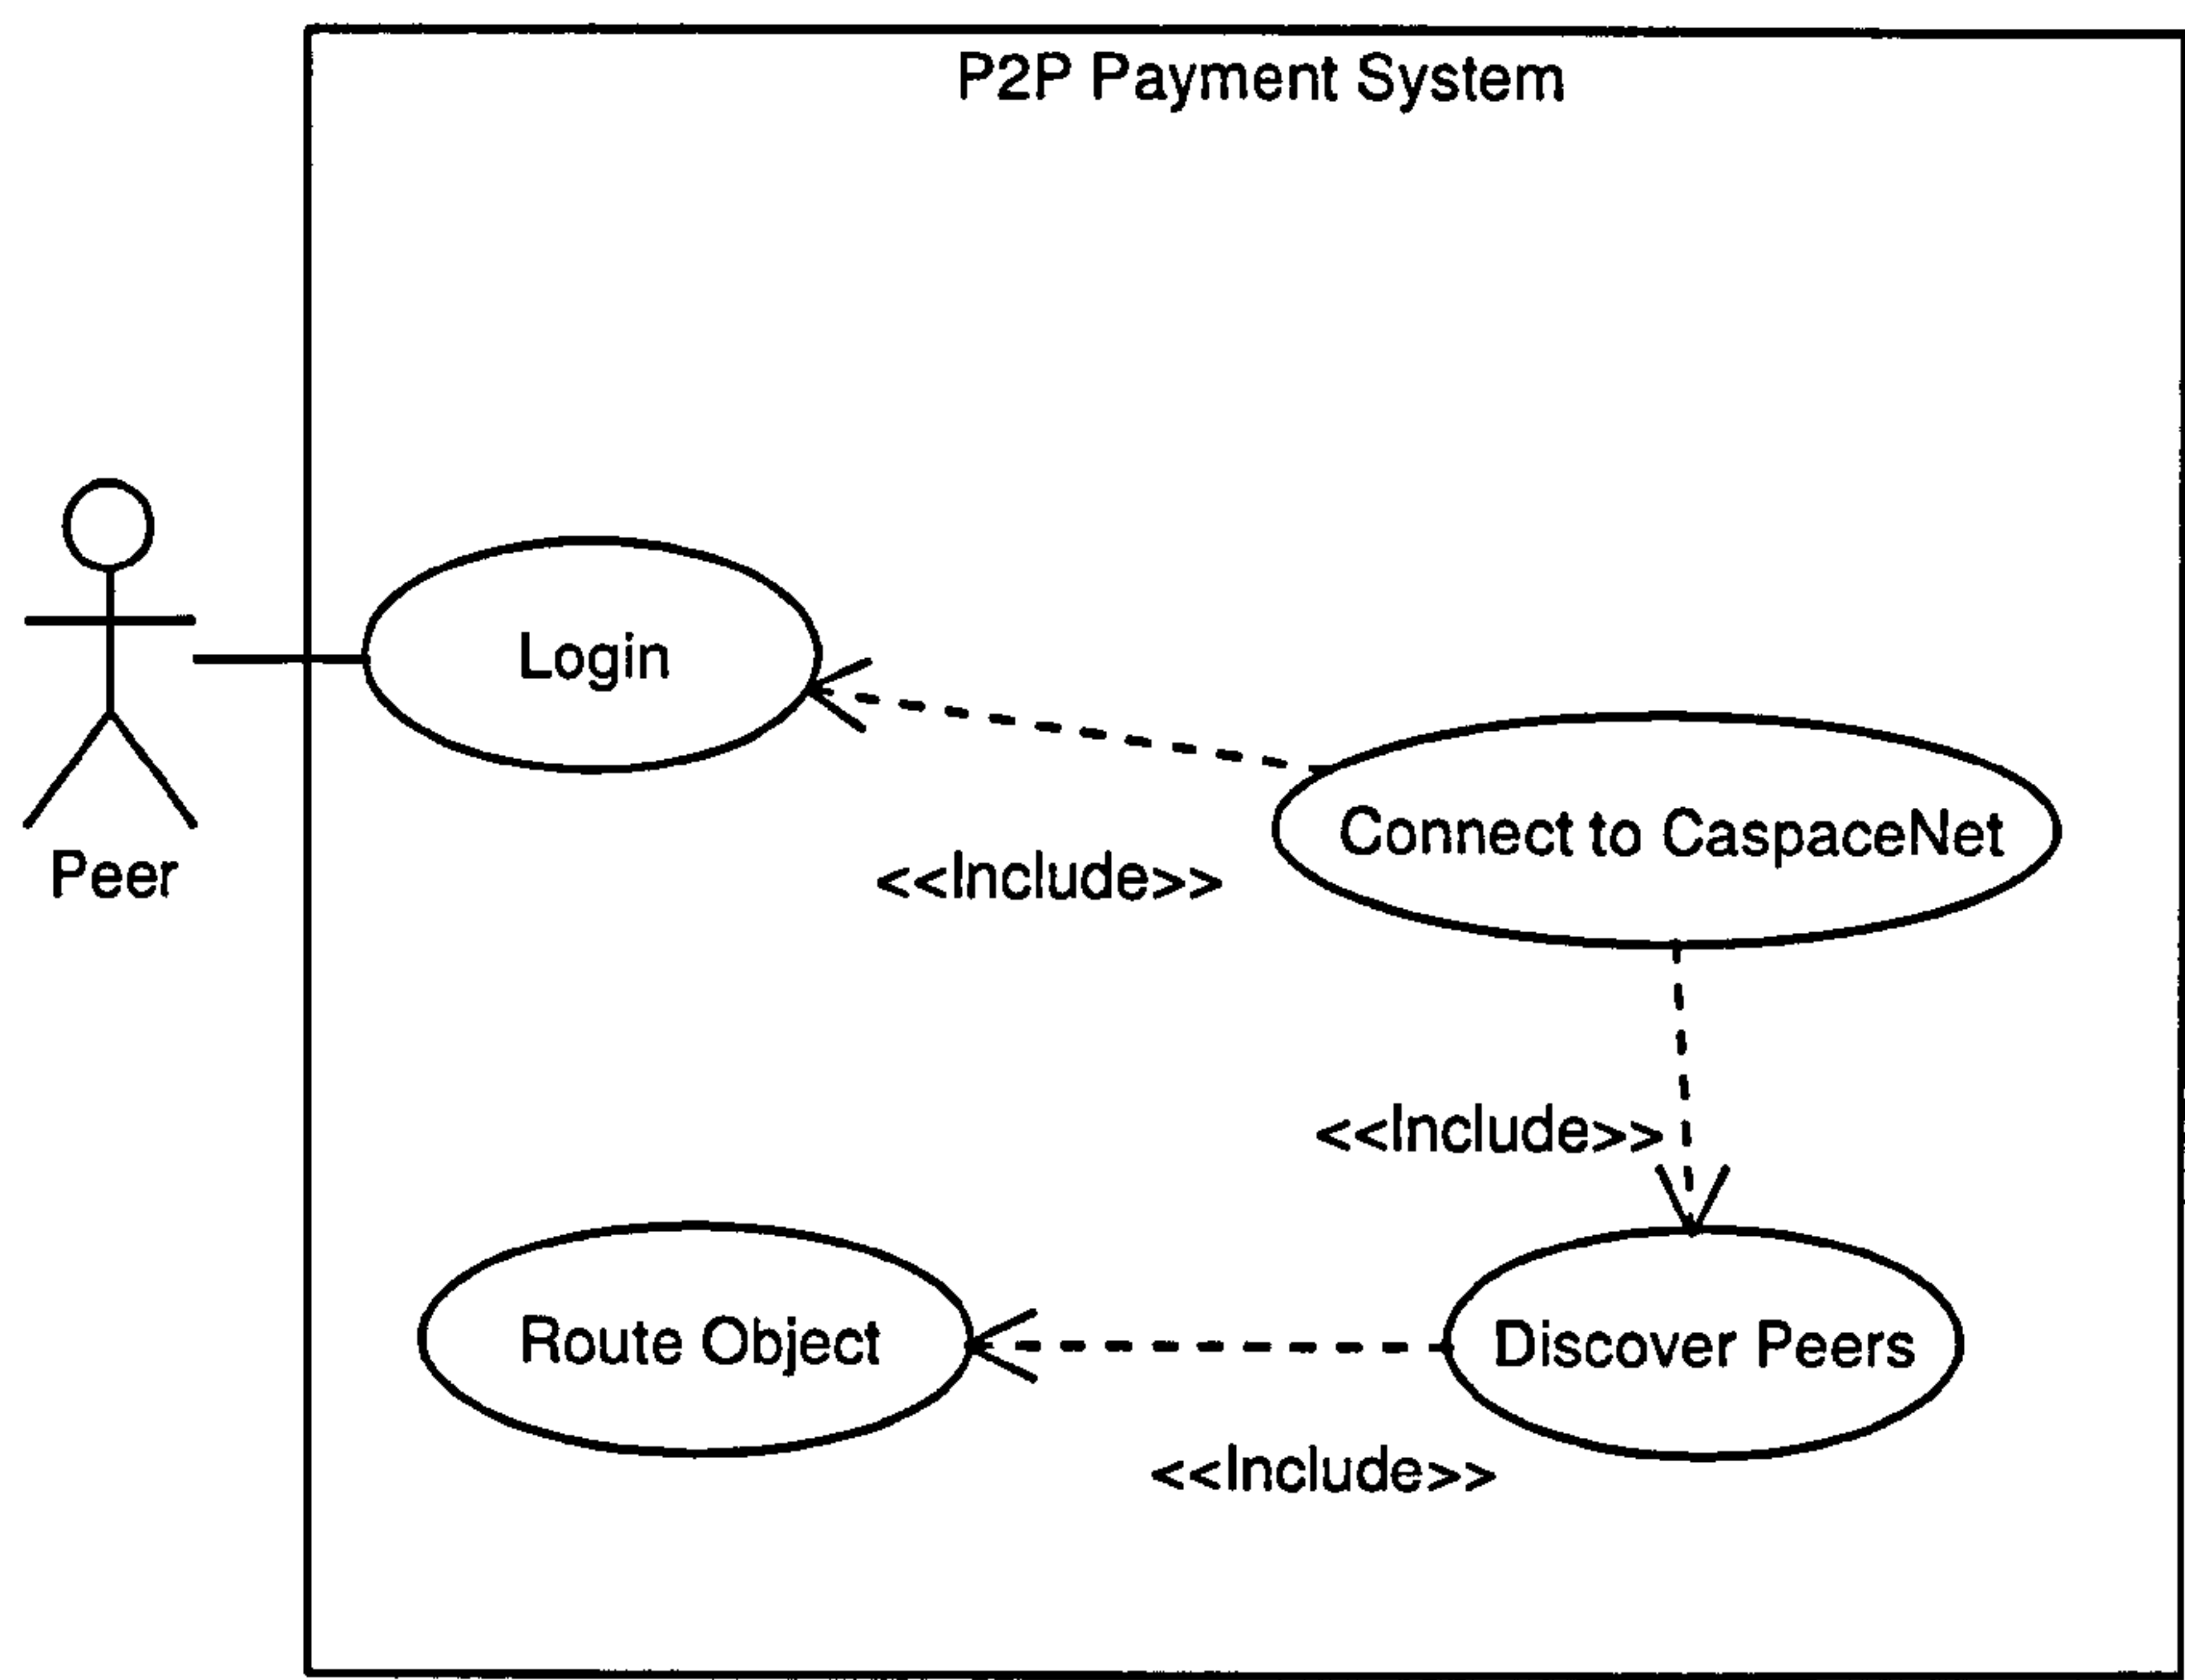 P2P Payment System
Login
Connect to CaspaceNet
Peer
<<Include>>
<<Include>>
Route Object
Discover Peers
<<Include>>